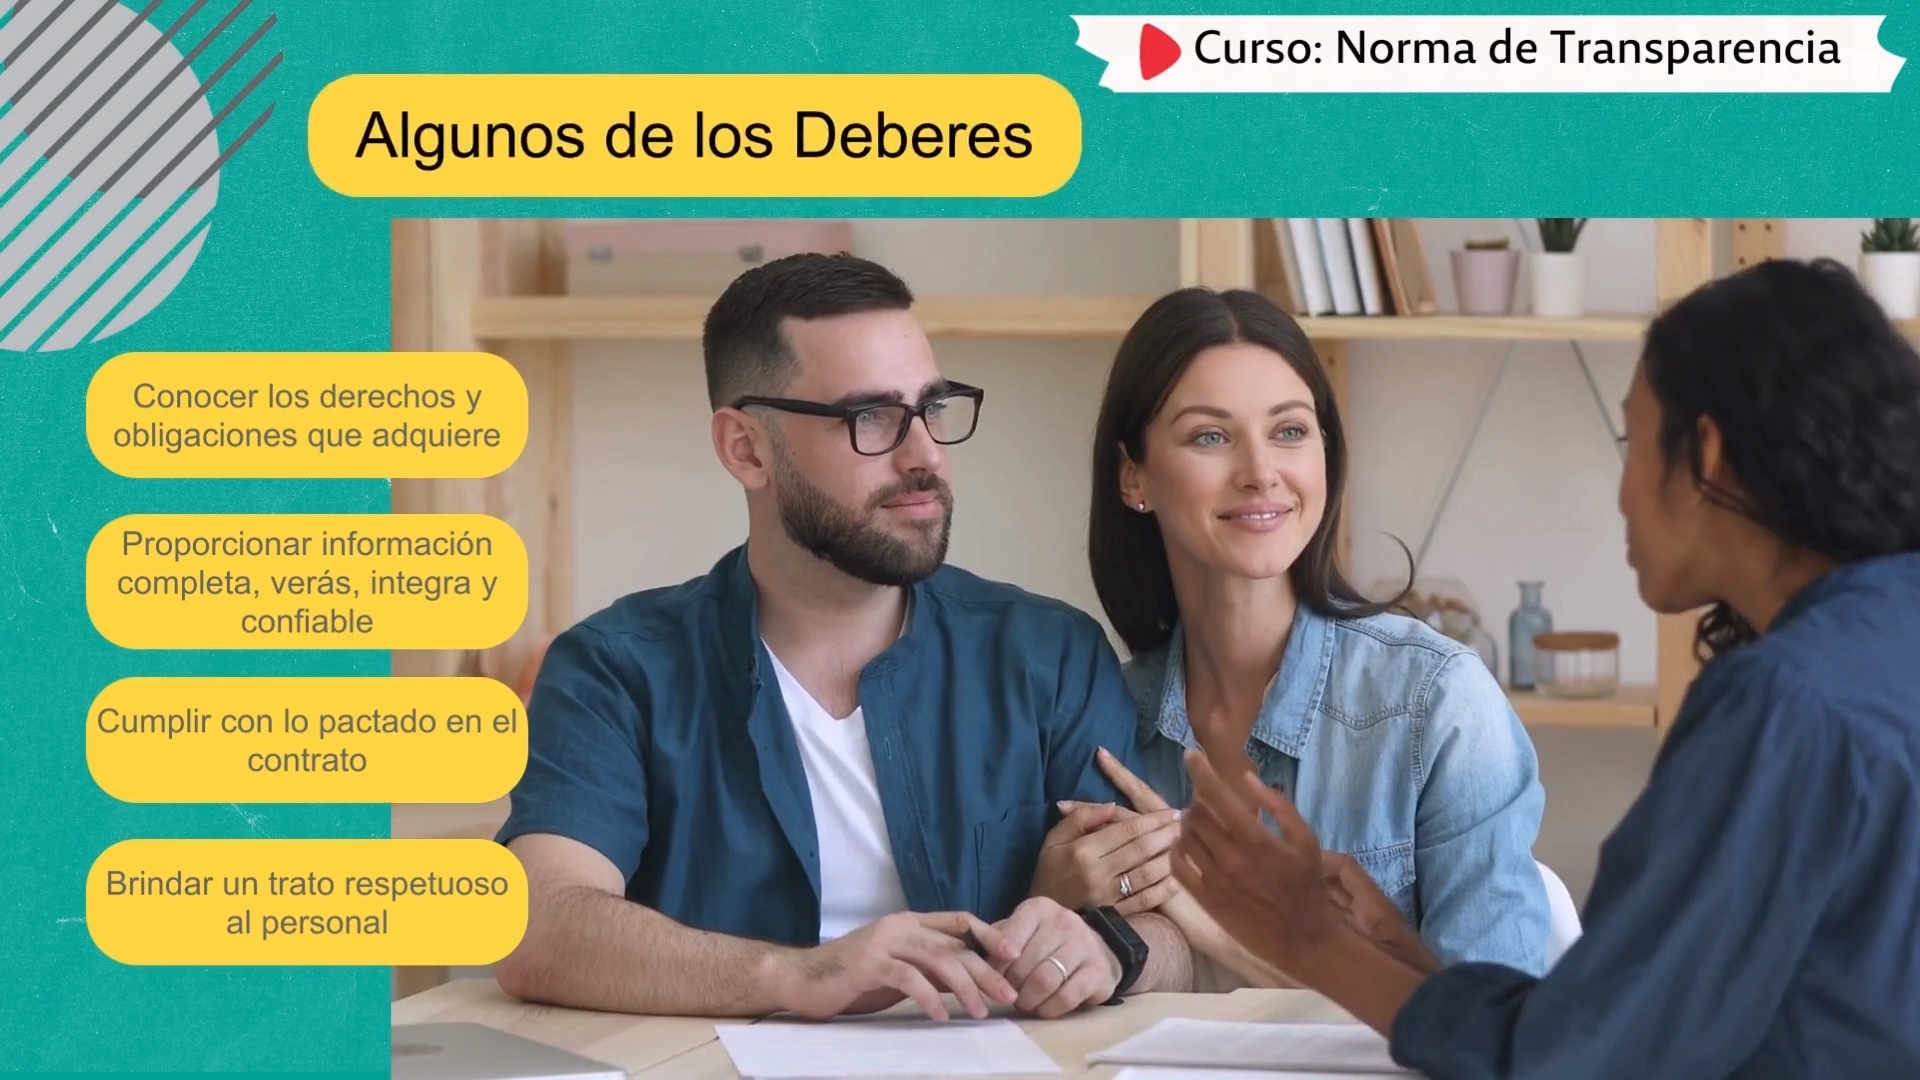 Curso: Norma de Transparencia
Algunos de los Deberes
Conocer los derechos y
obligaciones que adquiere
Proporcionar información
completa, verás, integra y
confiable
Cumplir con lo pactado en el
contrato
Brindar un trato respetuoso
al personal